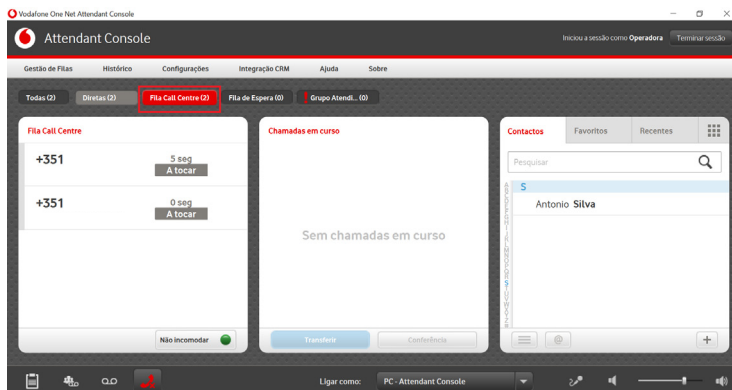 Vodafone One Net Attendant Console
Attendant Console
Iniciou a sessão como Operadora
Terminar sessão
Gestão de Filas Histórico Configurações Integração CRM Ajuda Sobre
Todas (2) Diretas (2) Fila Call Centre (2) Fila de Espera (0) Grupo Atendi... (0)
Fila Call Centre
+351 5 seg
A tocar
+351 0 seg
A tocar
Não incomodar
Chamadas em curso
Sem chamadas em curso
Transferir Conferência
Contactos Favoritos Recentes
Pesquisar
S
Antonio Silva
@ +
Ligar como: PC - Attendant Console